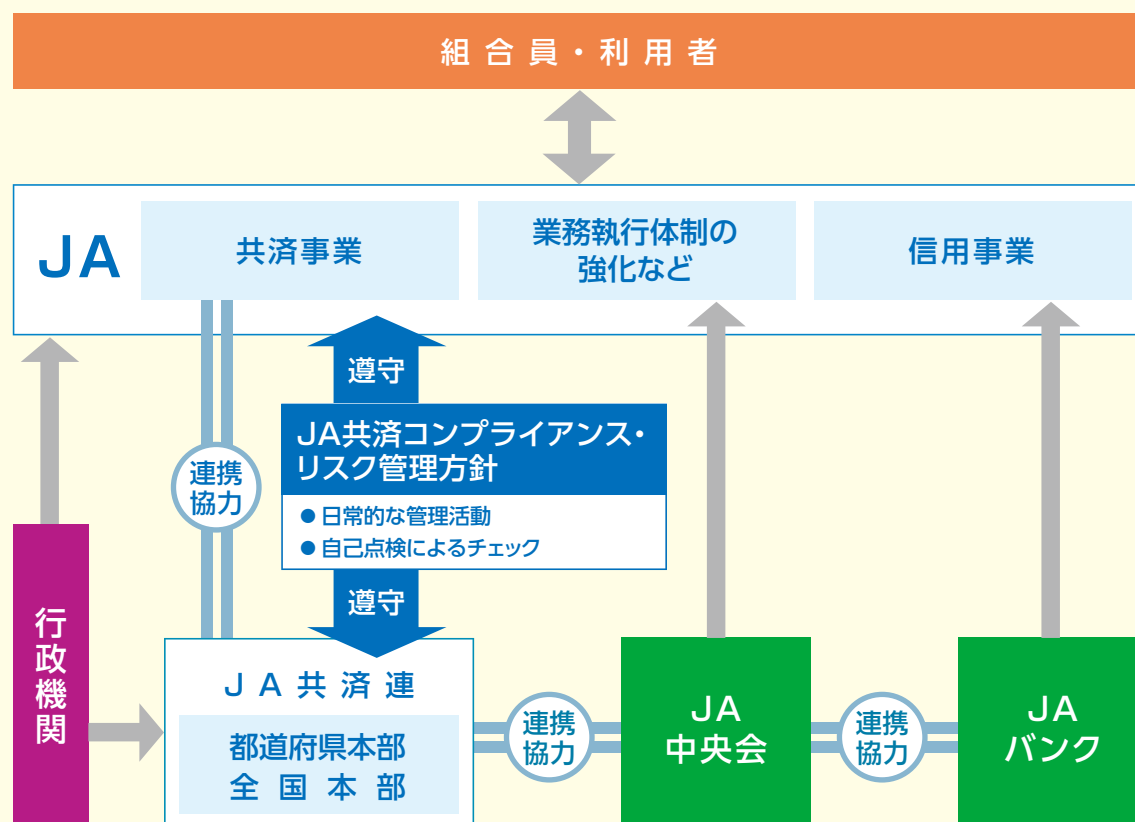 組合員・利用者
JA
共済事業
業務執行体制の
強化など
信用事業
遵守
JA共済コンプライアンス・
リスク管理方針
● 日常的な管理活動
● 自己点検によるチェック
遵守
連携
協力
行政機関
JA共済連
都道府県本部
全国本部
連携
協力
JA
中央会
連携
協力
JA
バンク